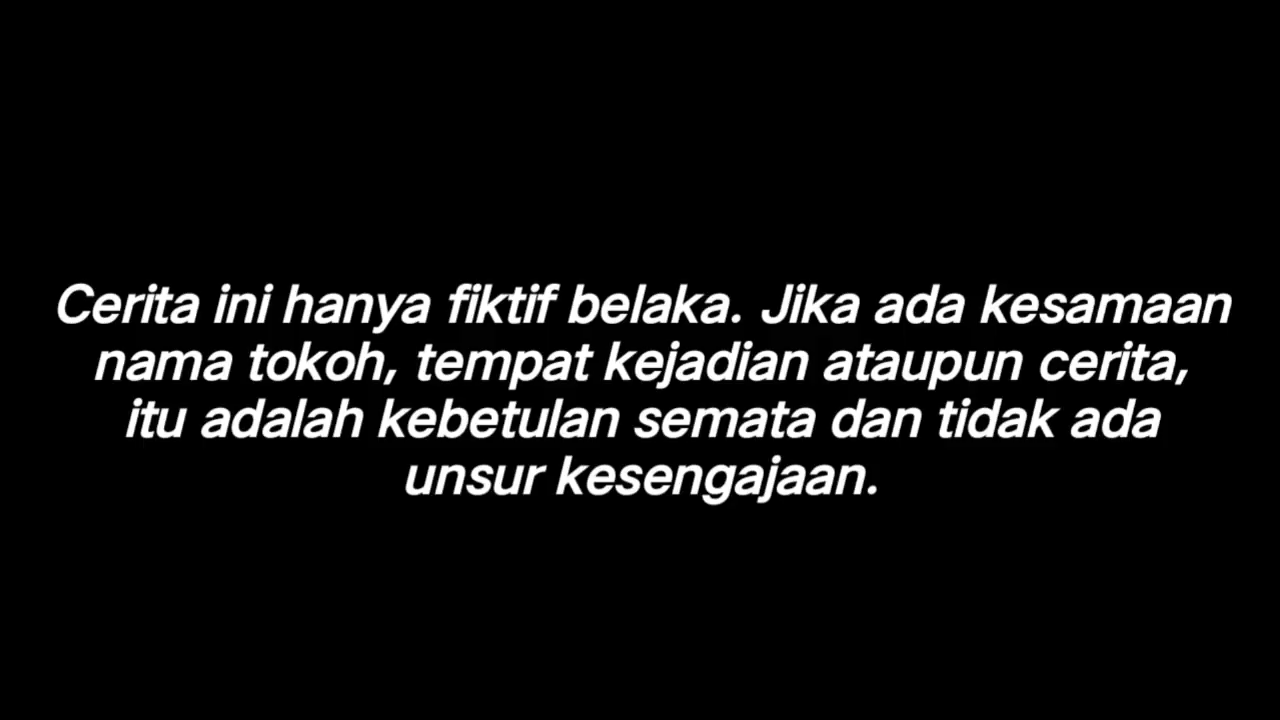 Cerita ini hanya fiktif belaka. Jika ada kesamaan
nama tokoh, tempat kejadian ataupun cerita,
itu adalah kebetulan semata dan tidak ada
unsur kesengajaan.